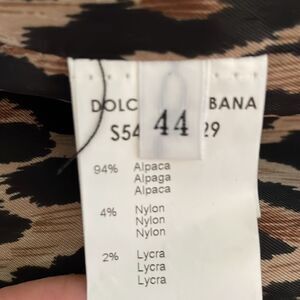 DOLC BANA
S54 29
44
94% Alpaca
Alpaga
Alpaca
4% Nylon
Nylon
Nylon
2% Lycra
Lycra
Lycra